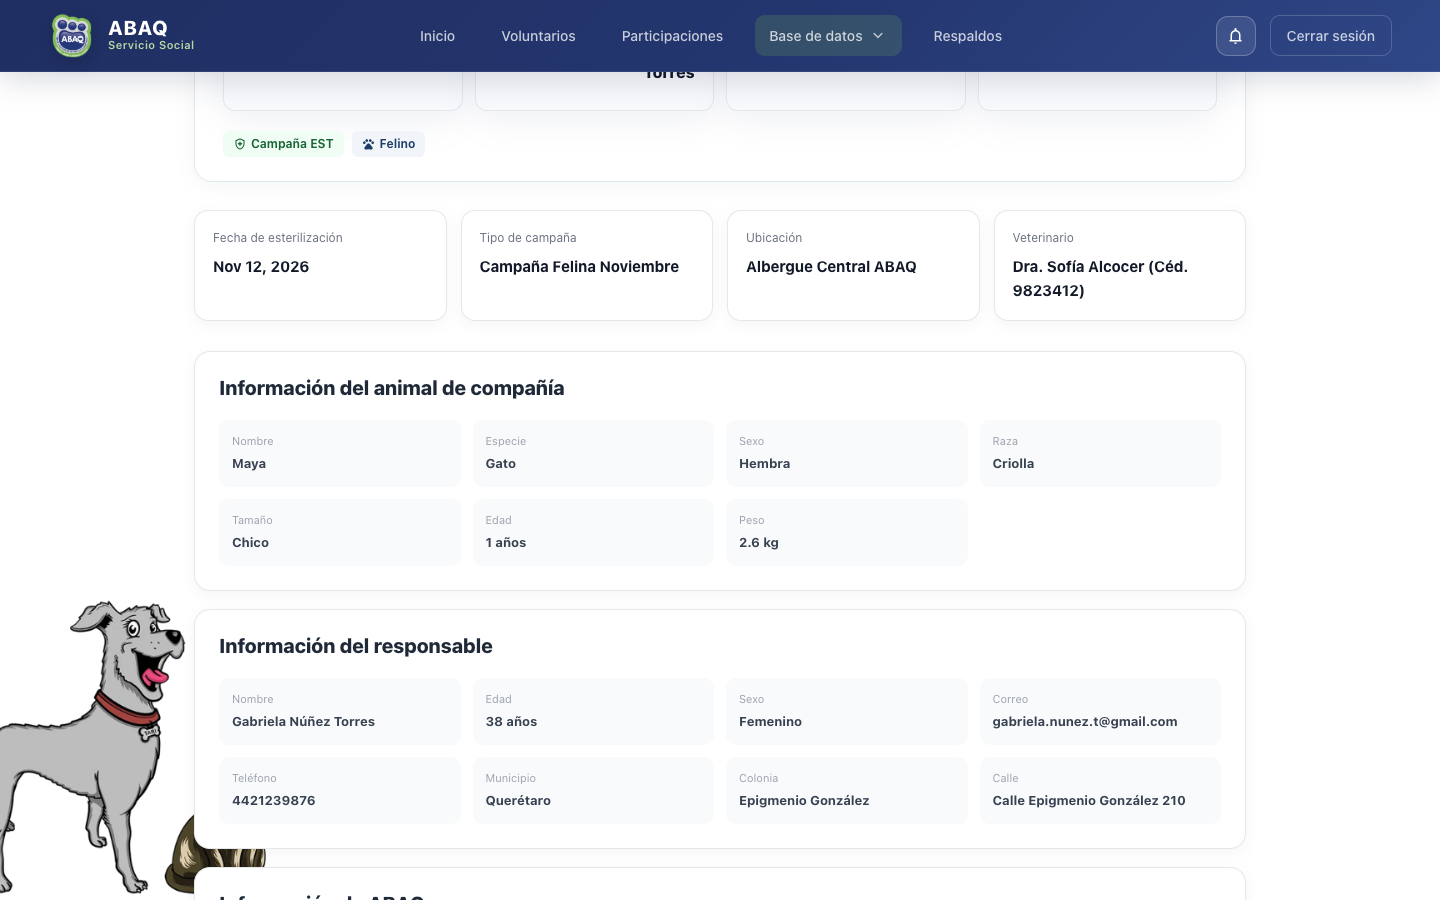 ABAQ
ABAQ
Servicio Social
Inicio
Voluntarios
Participaciones
Base de datos
Respaldos
Cerrar sesión
Torres
Campaña EST
Felino
Fecha de esterilización
Nov 12, 2026
Tipo de campaña
Campaña Felina Noviembre
Ubicación
Albergue Central ABAQ
Veterinario
Dra. Sofía Alcocer (Céd.
9823412)
Información del animal de compañía
Nombre
Maya
Especie
Gato
Sexo
Hembra
Raza
Criolla
Tamaño
Chico
Edad
1 años
Peso
2.6 kg
Información del responsable
Nombre
Gabriela Núñez Torres
Edad
38 años
Sexo
Femenino
Correo
gabriela.nunez.t@gmail.com
Teléfono
4421239876
Municipio
Querétaro
Colonia
Epigmenio González
Calle
Calle Epigmenio González 210
Información de ABAQ